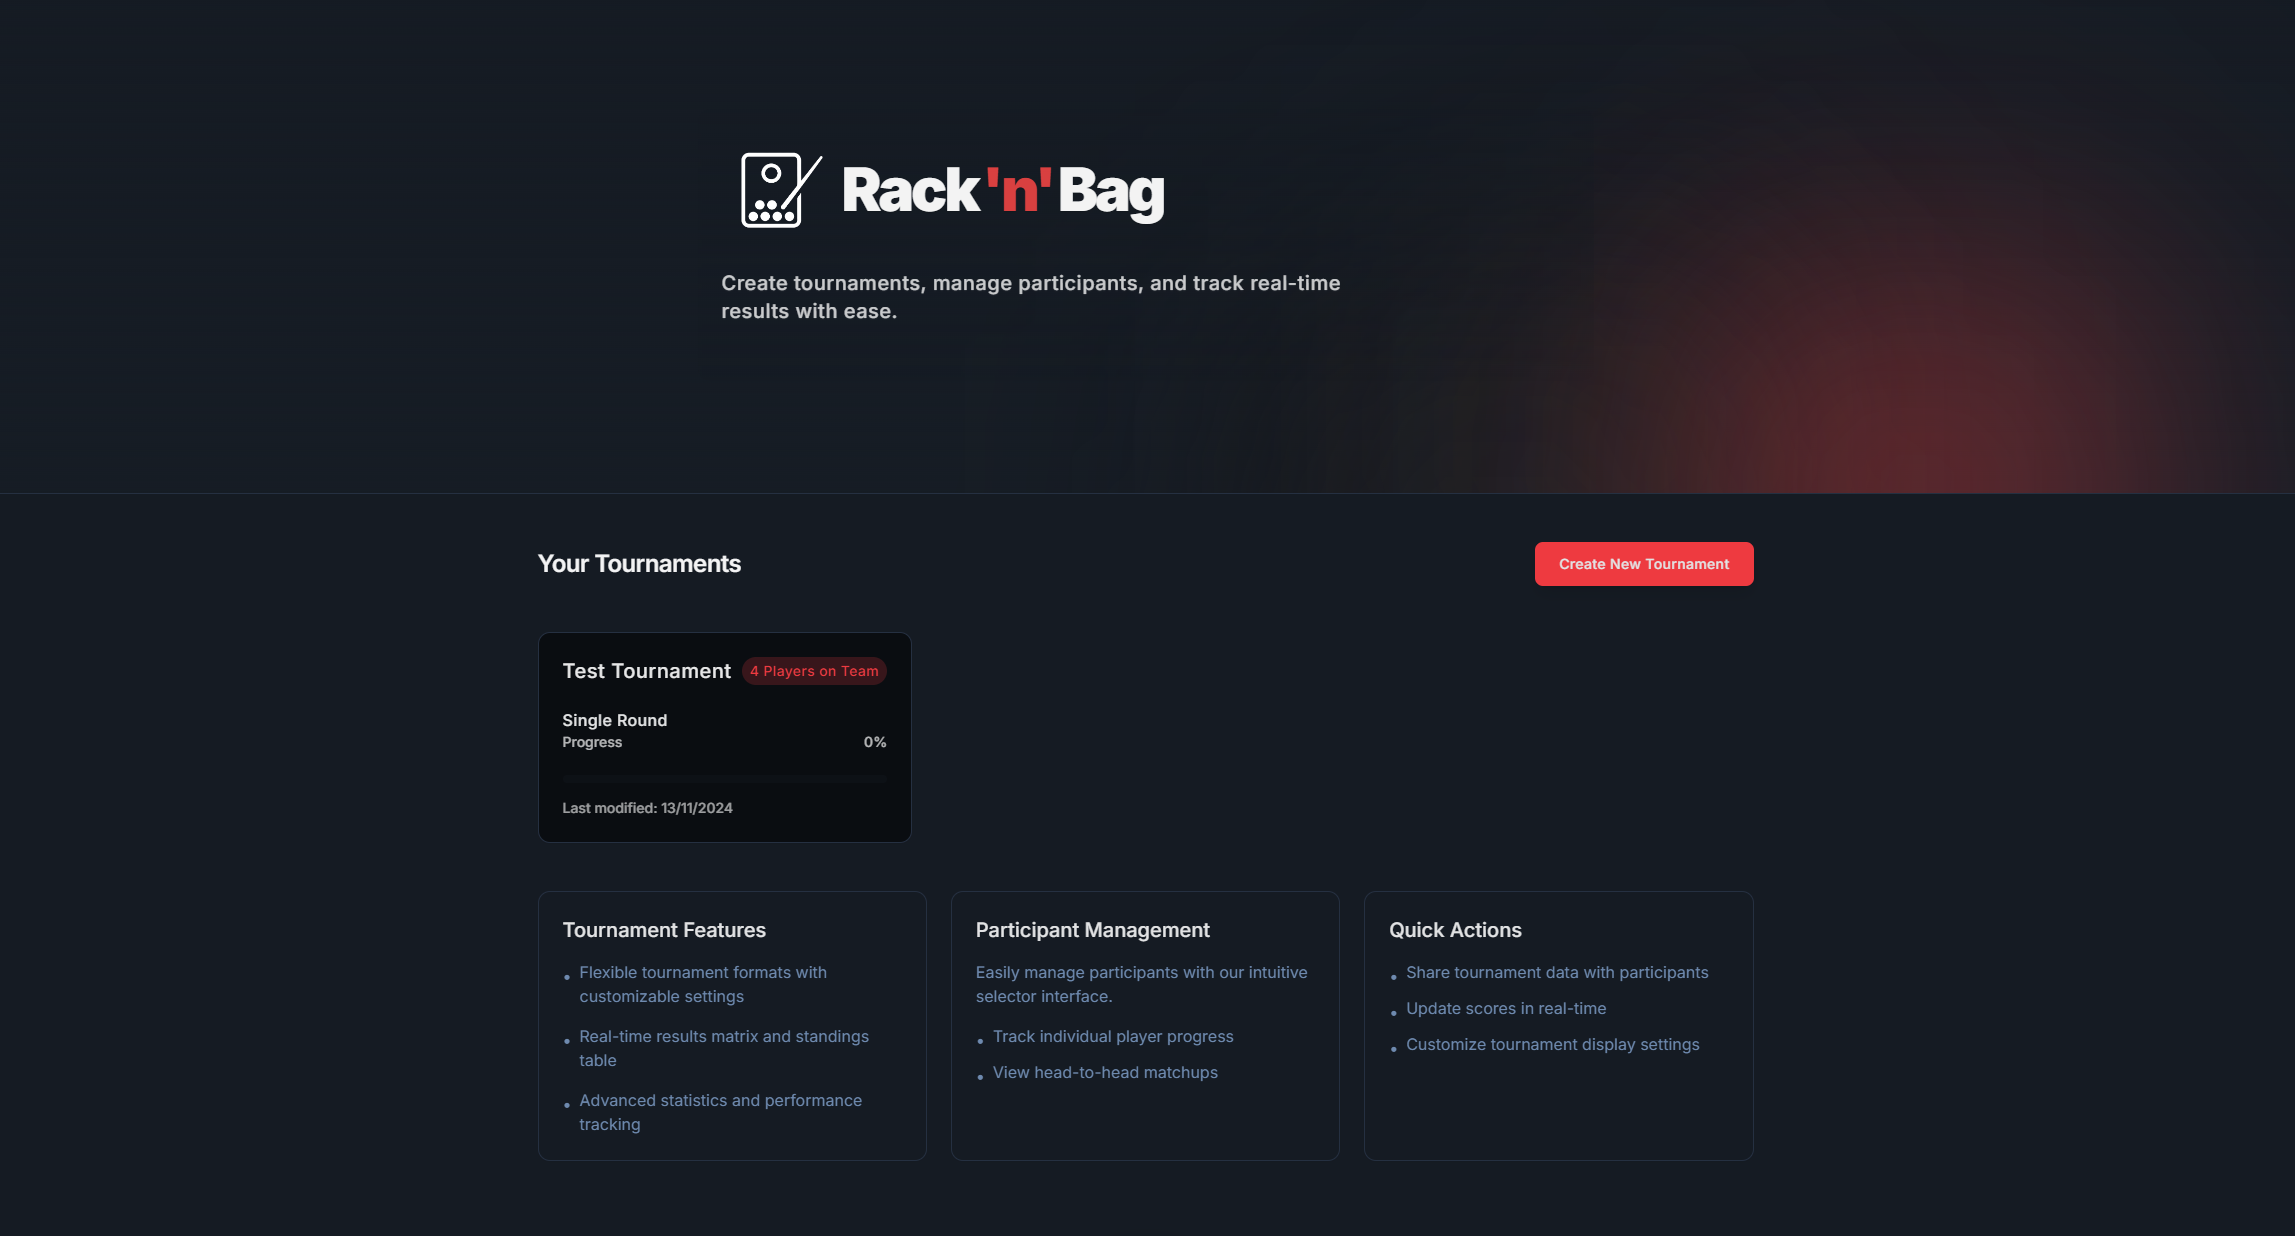 Rack'n'Bag
Create tournaments, manage participants, and track real-time
results with ease.
Your Tournaments
Create New Tournament
Test Tournament
4 Players on Team
Single Round
Progress
0%
Last modified: 13/11/2024
Tournament Features
• Flexible tournament formats with
customizable settings
• Real-time results matrix and standings
table
• Advanced statistics and performance
tracking
Participant Management
Easily manage participants with our intuitive
selector interface.
• Track individual player progress
• View head-to-head matchups
Quick Actions
• Share tournament data with participants
• Update scores in real-time
• Customize tournament display settings